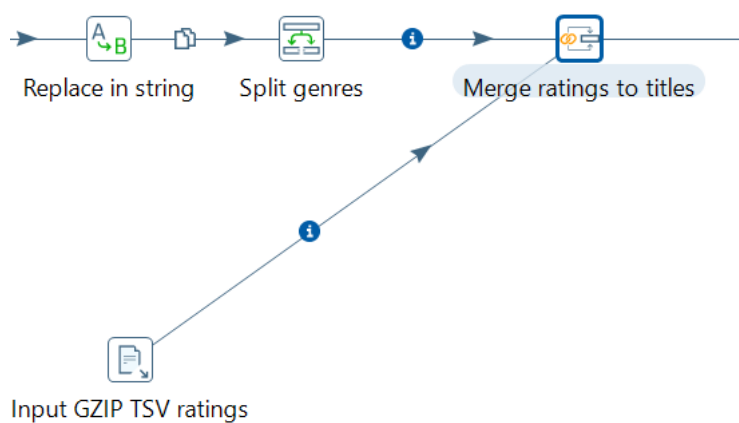 A
B
Replace in string
Split genres
Merge ratings to titles
Input GZIP TSV ratings